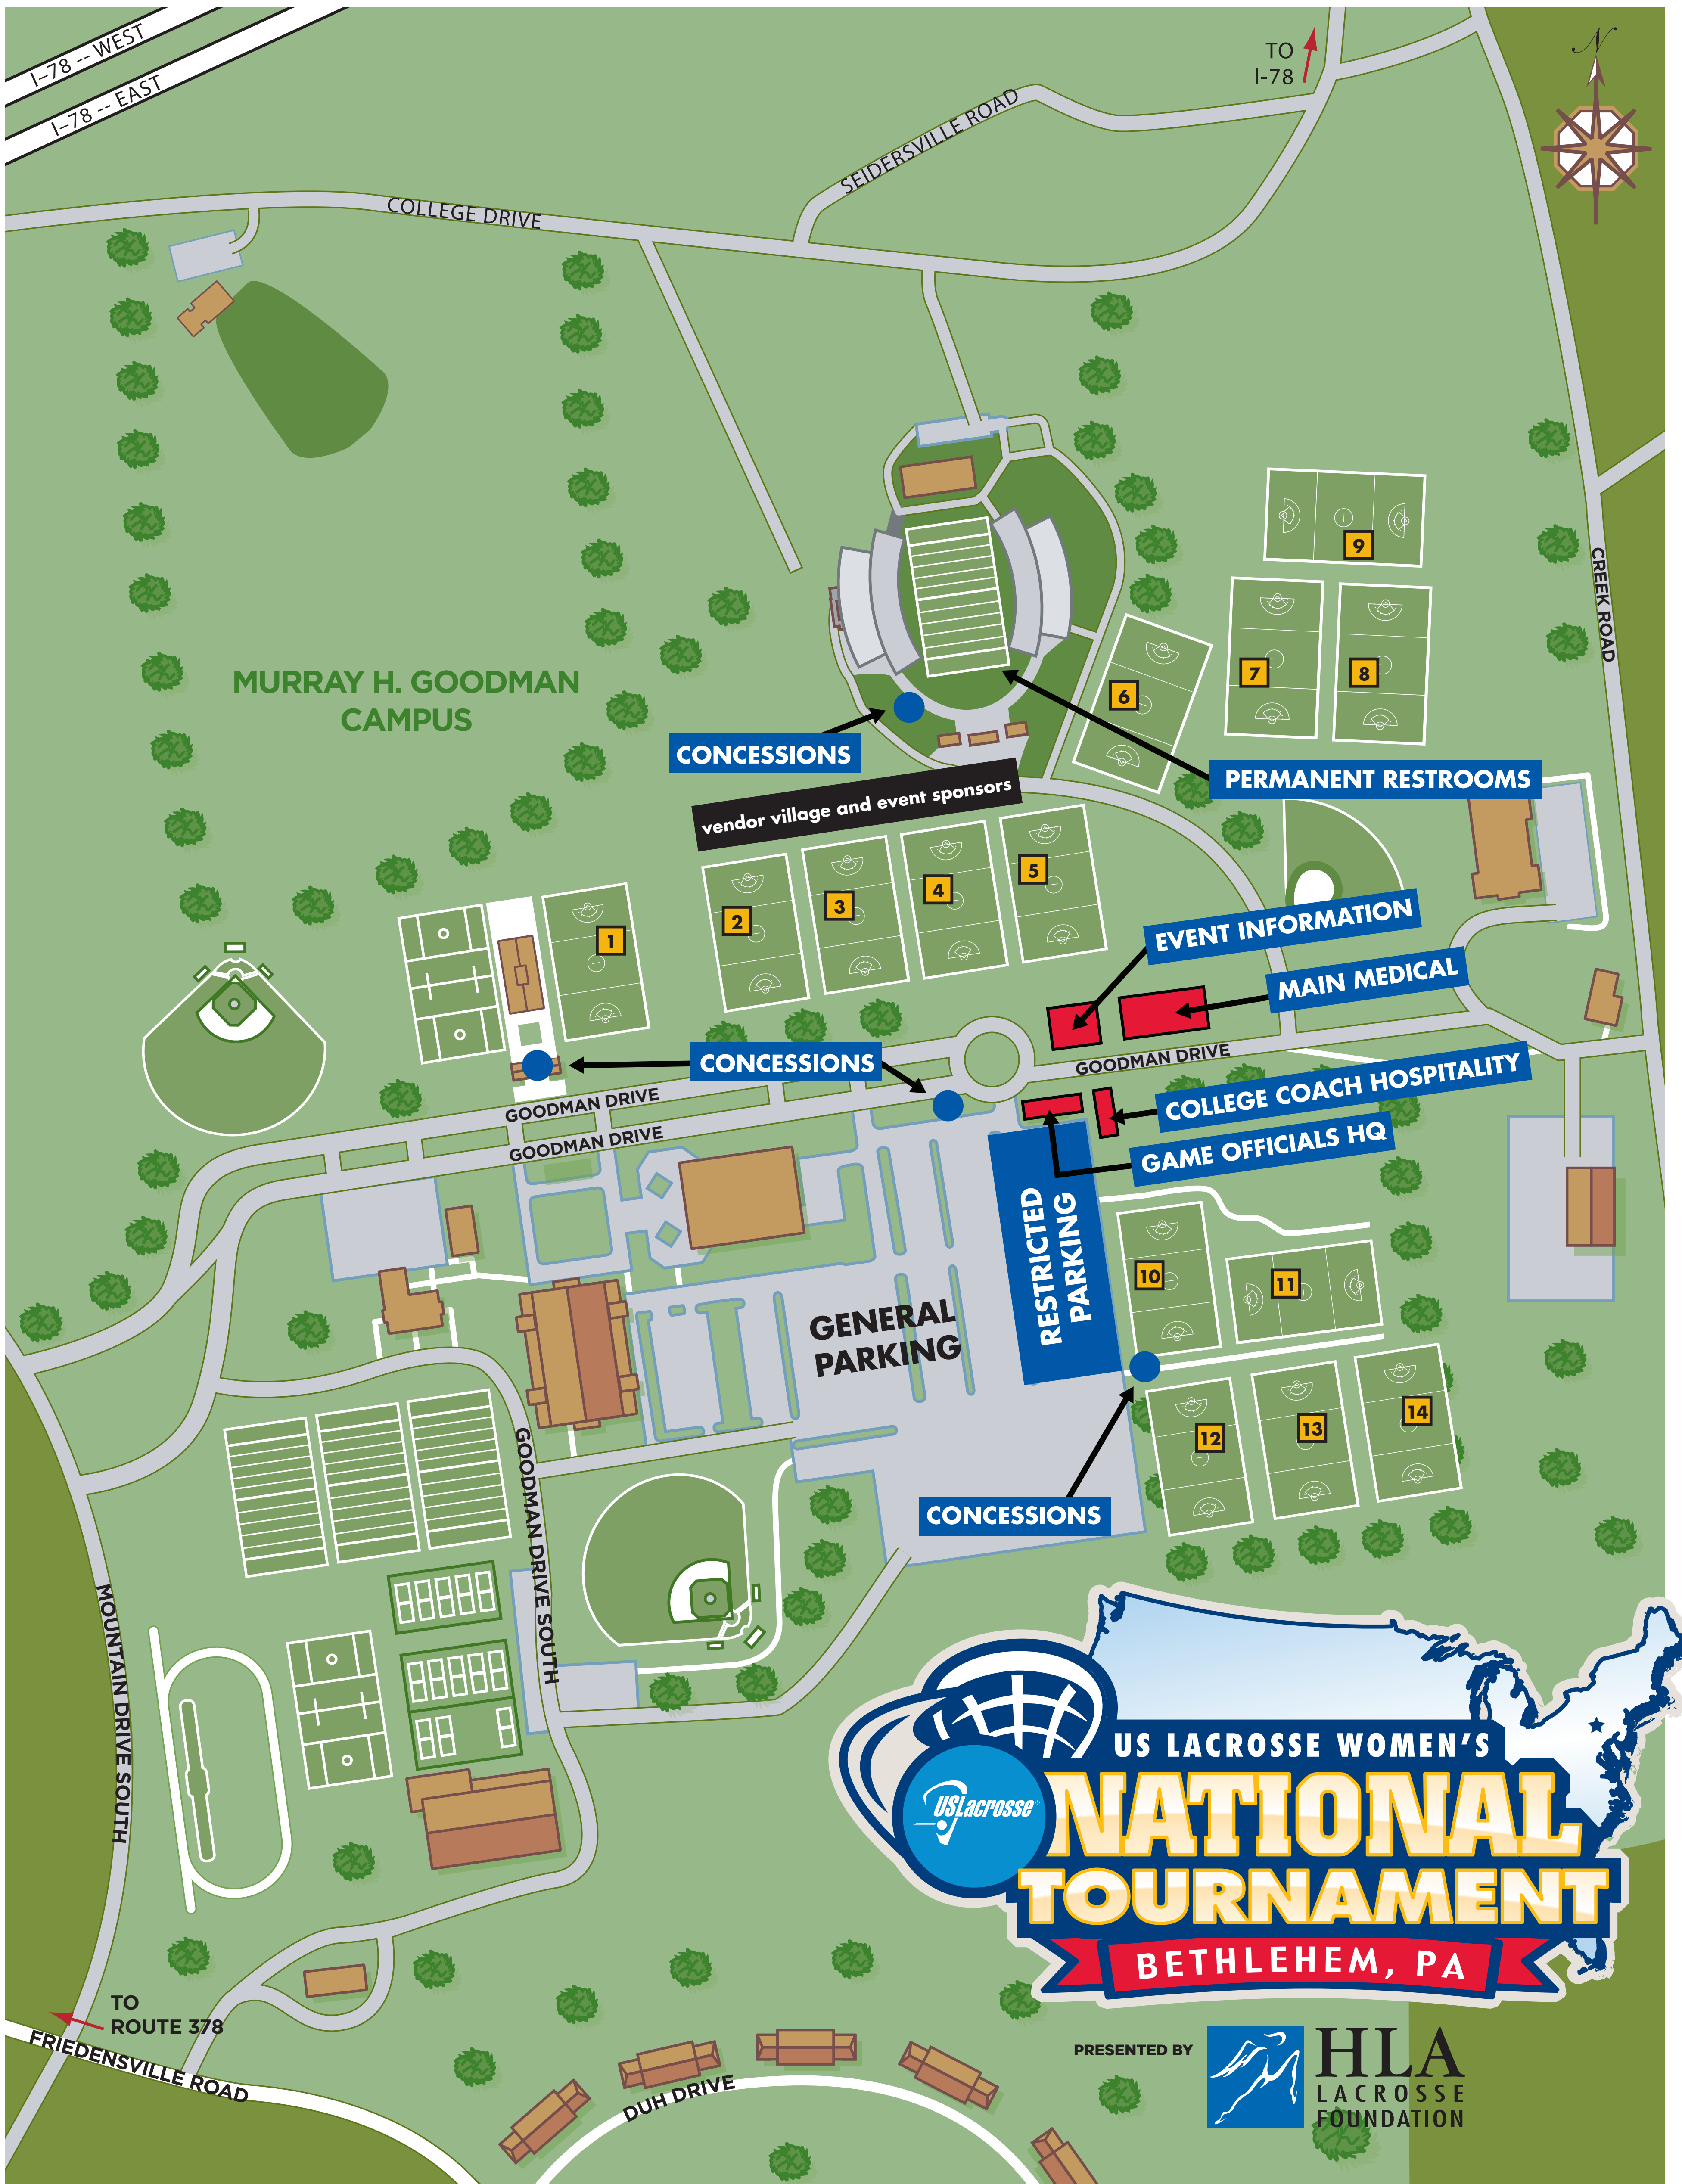 I-78 -- WEST
I-78 -- EAST
TO
I-78
N
SEIDERSVILLE ROAD
COLLEGE DRIVE
CREEK ROAD
9
7
8
6
MURRAY H. GOODMAN
CAMPUS
CONCESSIONS
PERMANENT RESTROOMS
vendor village and event sponsors
5
4
3
2
1
EVENT INFORMATION
MAIN MEDICAL
CONCESSIONS
GOODMAN DRIVE
GOODMAN DRIVE
GOODMAN DRIVE
COLLEGE COACH HOSPITALITY
GAME OFFICIALS HQ
RESTRICTED
PARKING
10
11
GENERAL
PARKING
12
13
14
CONCESSIONS
GOODMAN DRIVE SOUTH
MOUNTAIN DRIVE SOUTH
US LACROSSE WOMEN'S
USLacrosse®
NATIONAL
TOURNAMENT
BETHLEHEM, PA
TO
ROUTE 378
FRIEDENSVILLE ROAD
DUH DRIVE
PRESENTED BY
HLA
LACROSSE
FOUNDATION